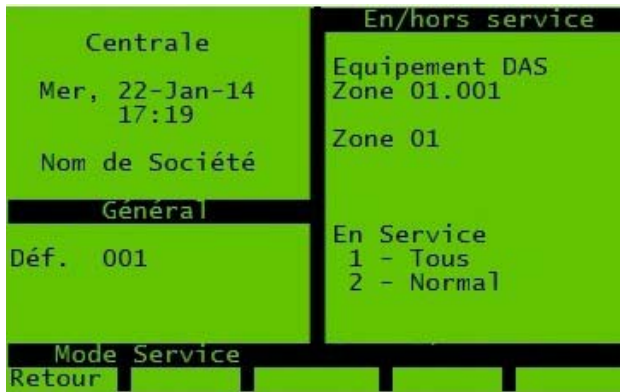 Centrale
Mer, 22-Jan-14
17:19
Nom de Société
Général
Déf. 001
En/hors service
Equipement DAS
Zone 01.001
Zone 01
En Service
1 - Tous
2 - Normal
Mode Service
Retour